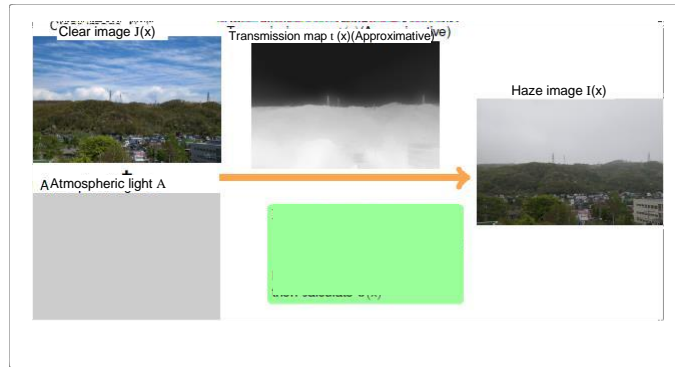 Clear image J(x)
Transmission map t (x)(Approximative)
Haze image I(x)
+
Atmospheric light A